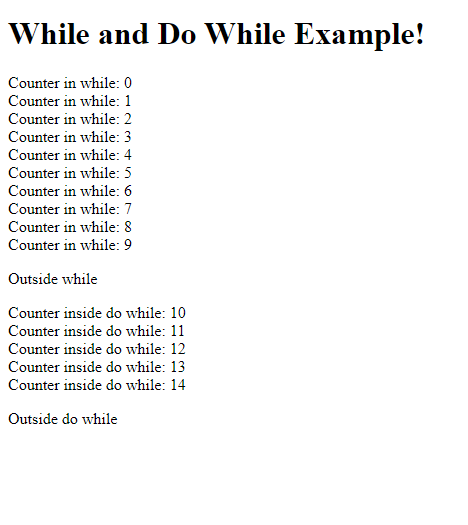 While and Do While Example!
Counter in while: 0
Counter in while: 1
Counter in while: 2
Counter in while: 3
Counter in while: 4
Counter in while: 5
Counter in while: 6
Counter in while: 7
Counter in while: 8
Counter in while: 9
Outside while
Counter inside do while: 10
Counter inside do while: 11
Counter inside do while: 12
Counter inside do while: 13
Counter inside do while: 14
Outside do while